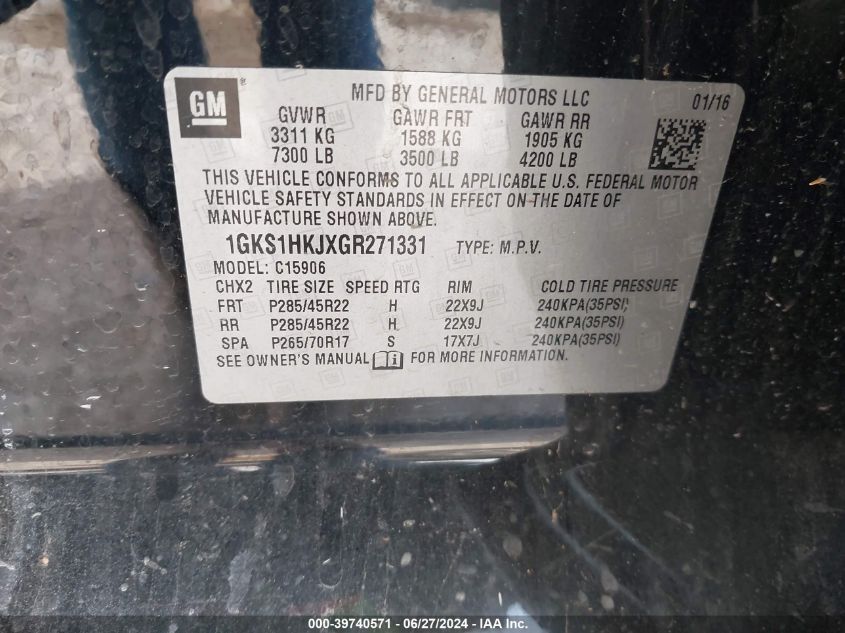 GM ®
MFD BY GENERAL MOTORS LLC 01/16
GVWR GAWR FRT GAWR RR
3311 KG 1588 KG 1905 KG
7300 LB 3500 LB 4200 LB
THIS VEHICLE CONFORMS TO ALL APPLICABLE U.S. FEDERAL MOTOR
VEHICLE SAFETY STANDARDS IN EFFECT ON THE DATE OF
MANUFACTURE SHOWN ABOVE.
1GKS1HKJXGR271331 TYPE: M.P.V.
MODEL: C15906
CHX2 TIRE SIZE SPEED RTG RIM COLD TIRE PRESSURE
FRT P285/45R22 H 22X9J 240KPA(35PSI)
RR P285/45R22 H 22X9J 240KPA(35PSI)
SPA P265/70R17 S 17X7J 240KPA(35PSI)
SEE OWNER'S MANUAL FOR MORE INFORMATION.
000-39740571 - 06/27/2024 - IAA Inc.